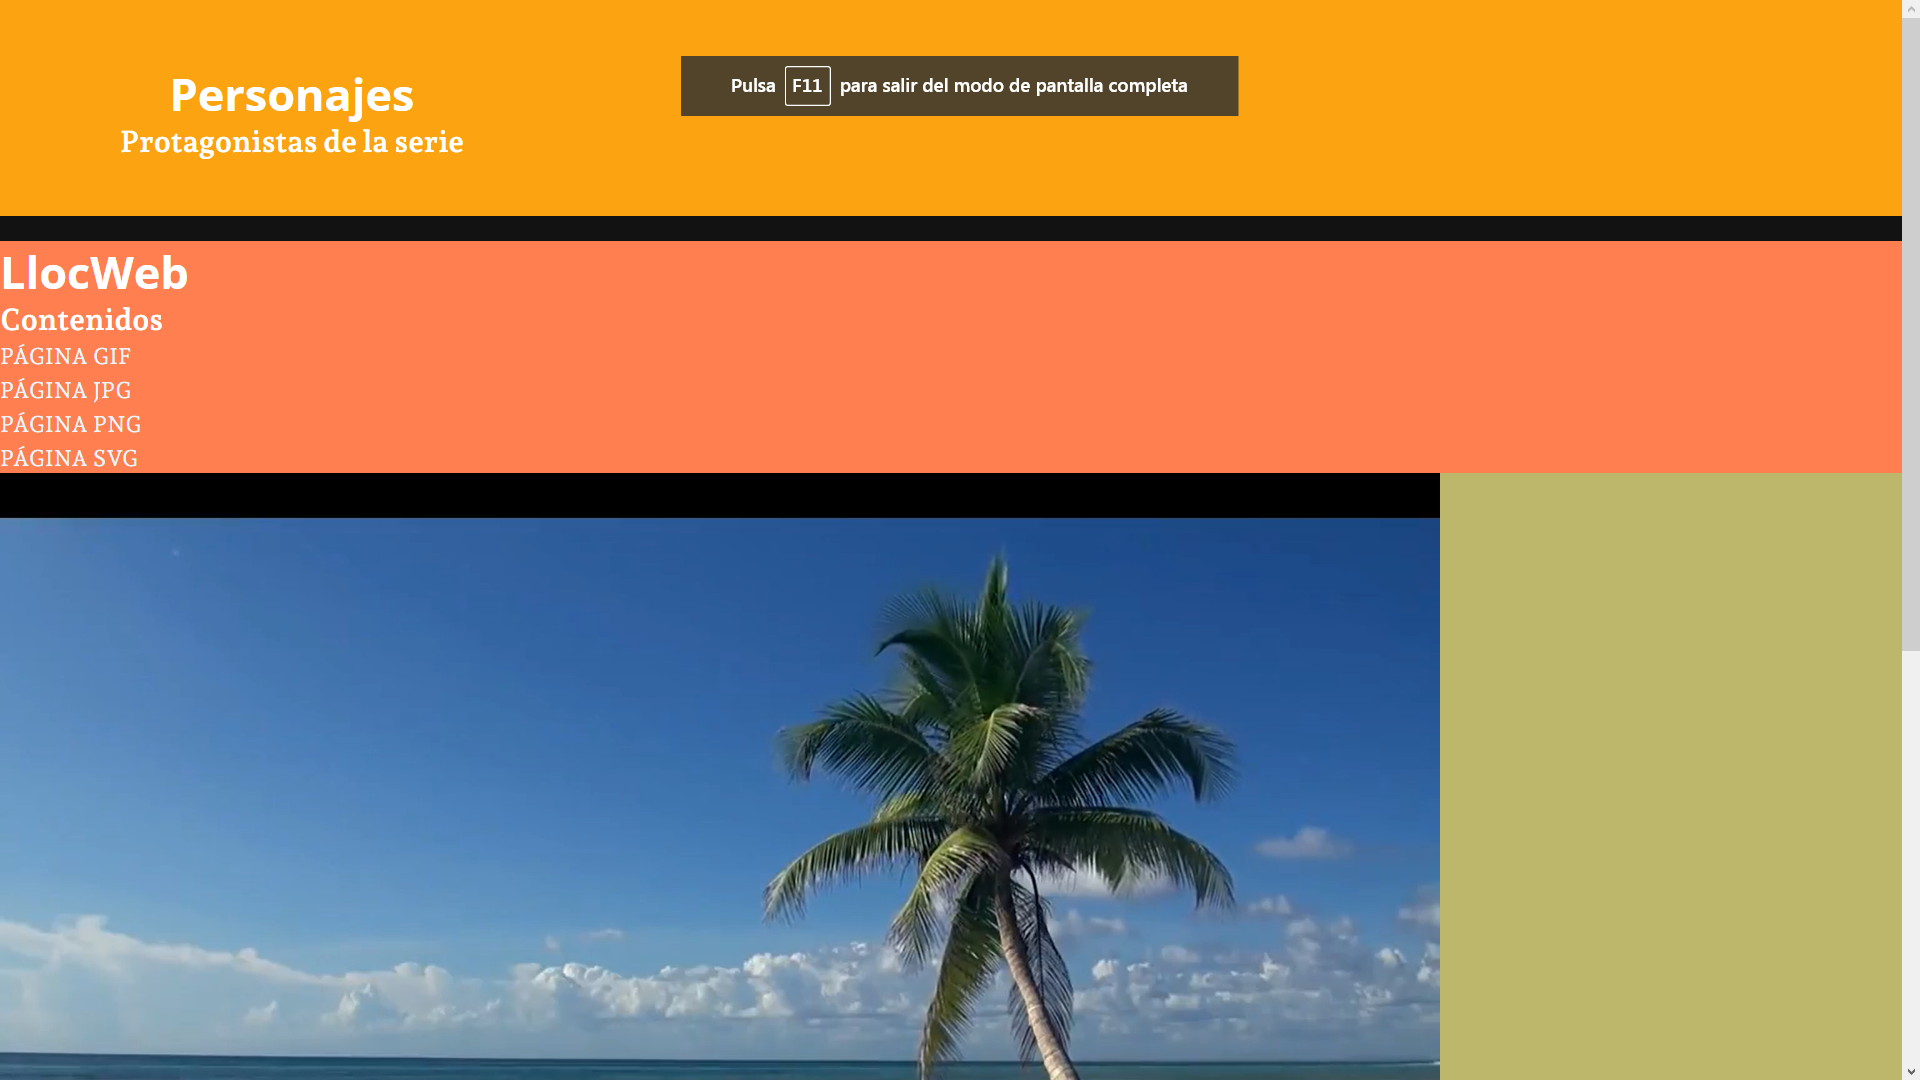 Personajes
Protagonistas de la serie
Pulsa F11 para salir del modo de pantalla completa
LlocWeb
Contenidos
PÁGINA GIF
PÁGINA JPG
PÁGINA PNG
PÁGINA SVG